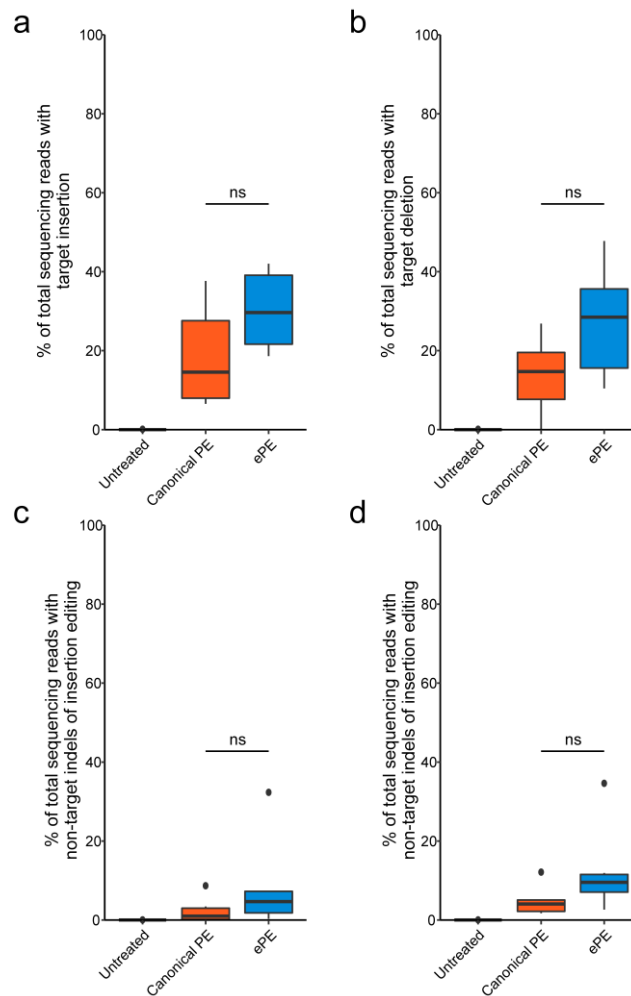 a
% of total sequencing reads with
target insertion
100
80
60
40
20
0
ns
Untreated
Canonical PE
ePE
b
% of total sequencing reads with
target deletion
100
80
60
40
20
0
ns
Untreated
Canonical PE
ePE
c
% of total sequencing reads with
non-target indels of insertion editing
100
80
60
40
20
0
ns
Untreated
Canonical PE
ePE
d
% of total sequencing reads with
non-target indels of insertion editing
100
80
60
40
20
0
ns
Untreated
Canonical PE
ePE